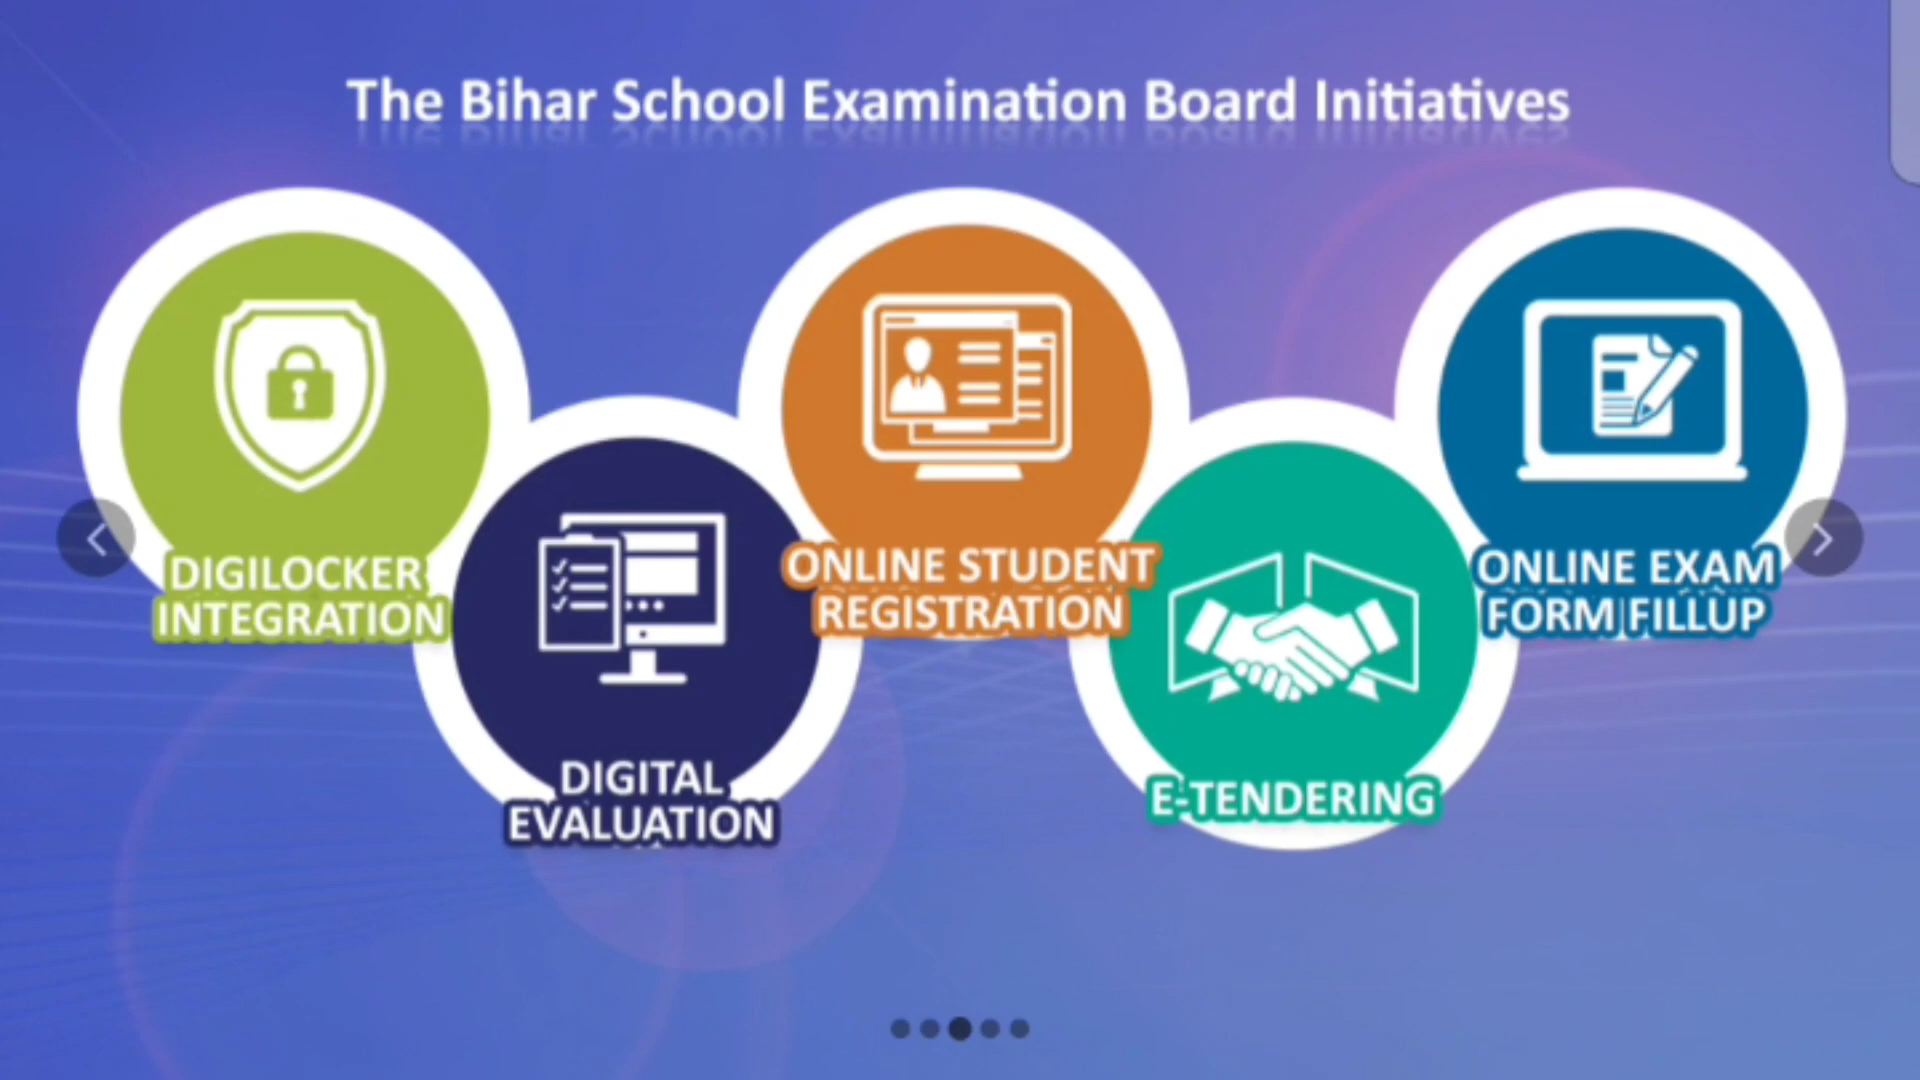 The Bihar School Examination Board Initiatives
DIGILOCKER
INTEGRATION
DIGITAL
EVALUATION
ONLINE STUDENT
REGISTRATION
E-TENDERING
ONLINE EXAM
FORM FILLUP